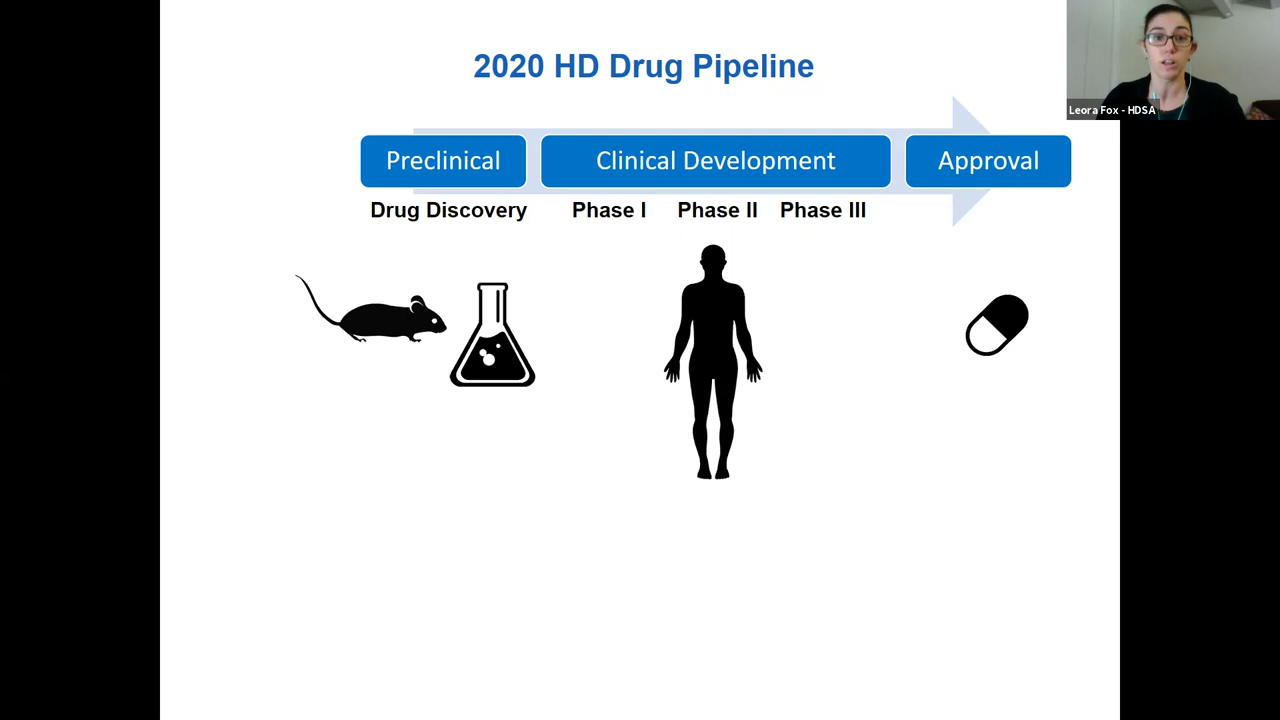 2020 HD Drug Pipeline
Leora Fox - HDSA
Preclinical
Clinical Development
Approval
Drug Discovery
Phase I
Phase II
Phase III